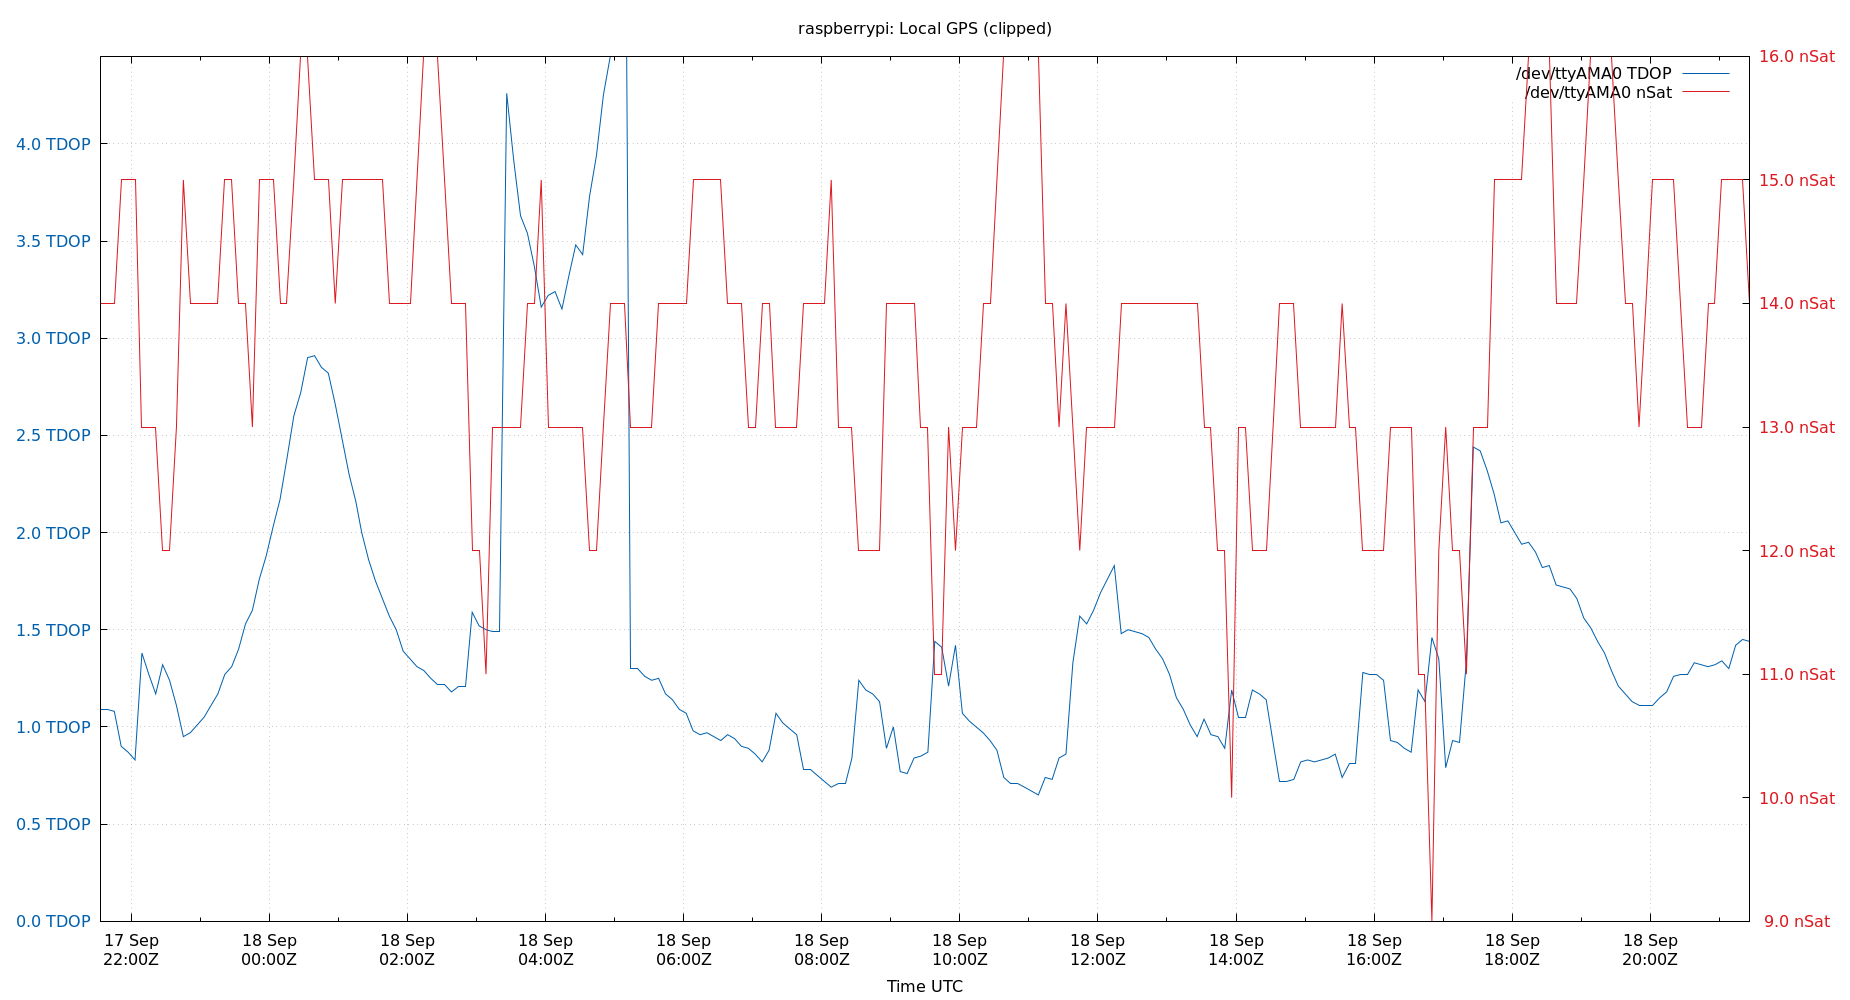 raspberrypi: Local GPS (clipped)
/dev/ttyAMA0 TDOP
/dev/ttyAMA0 nSat
4.0 TDOP
3.5 TDOP
3.0 TDOP
2.5 TDOP
2.0 TDOP
1.5 TDOP
1.0 TDOP
0.5 TDOP
0.0 TDOP
16.0 nSat
15.0 nSat
14.0 nSat
13.0 nSat
12.0 nSat
11.0 nSat
10.0 nSat
9.0 nSat
17 Sep
22:00Z
18 Sep
00:00Z
18 Sep
02:00Z
18 Sep
04:00Z
18 Sep
06:00Z
18 Sep
08:00Z
18 Sep
10:00Z
18 Sep
12:00Z
18 Sep
14:00Z
18 Sep
16:00Z
18 Sep
18:00Z
18 Sep
20:00Z
Time UTC